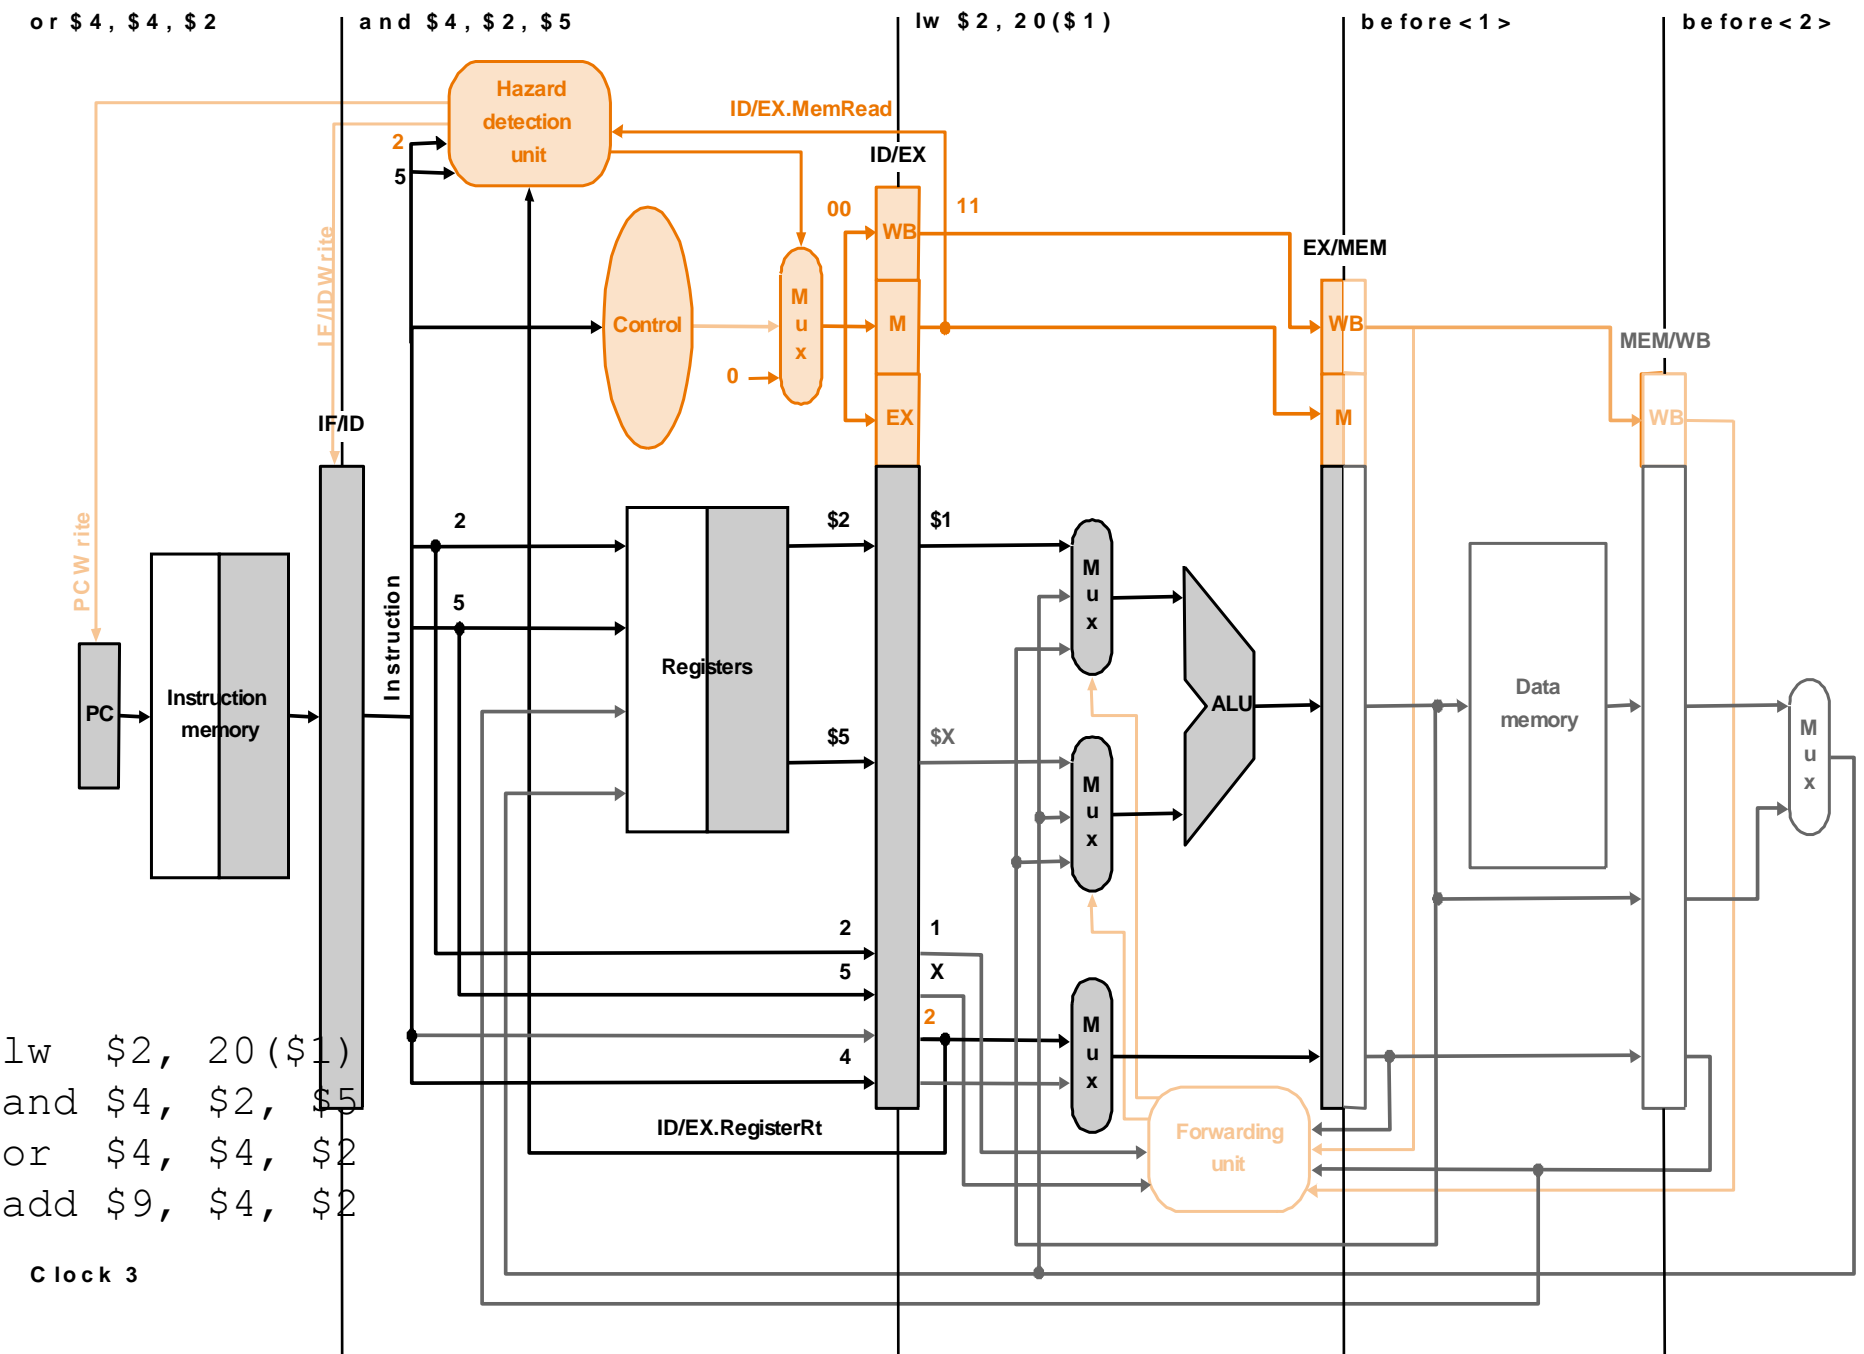 or $4, $4, $2
and $4, $2, $5
lw $2, 20($1)
before<1>
before<2>
Hazard
detection
unit
ID/EX.MemRead
2
5
ID/EX
00
11
WB
EX/MEM
IF/IDWrite
Control
M
u
x
M
WB
MEM/WB
0
EX
M
WB
IF/ID
PCWrite
2
$2
$1
Instruction
5
M
u
x
Registers
PC
Instruction
memory
ALU
Data
memory
M
u
x
$5
$X
M
u
x
2
1
5
X
2
4
M
u
x
ID/EX.RegisterRt
Forwarding
unit
lw $2, 20($1)
and $4, $2, $5
or $4, $4, $2
add $9, $4, $2
Clock 3